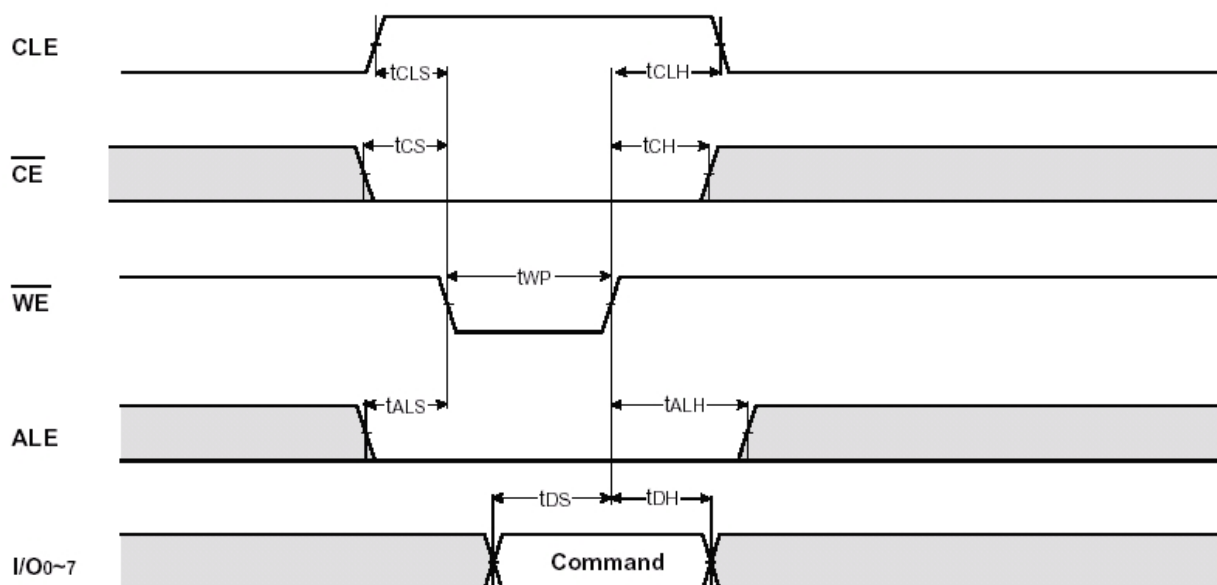 CLE
tCLS
tCLH
CE
tCS
tCH
WE
tWP
ALE
tALS
tALH
I/O0~7
tDS
tDH
Command